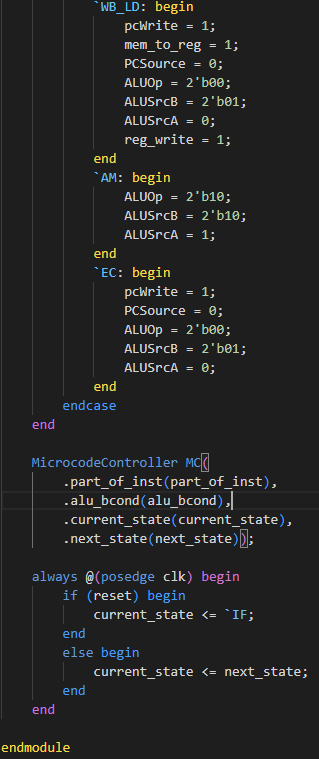 `WB_LD: begin
pcWrite = 1;
mem_to_reg = 1;
PCSource = 0;
ALUOp = 2'b00;
ALUSrcB = 2'b01;
ALUSrcA = 0;
reg_write = 1;
end
`AM: begin
ALUOp = 2'b10;
ALUSrcB = 2'b10;
ALUSrcA = 1;
end
`EC: begin
pcWrite = 1;
PCSource = 0;
ALUOp = 2'b00;
ALUSrcB = 2'b01;
ALUSrcA = 0;
end
endcase
end
MicrocodeController MC(
.part_of_inst(part_of_inst),
.alu_bcond(alu_bcond),
.current_state(current_state),
.next_state(next_state));
always @(posedge clk) begin
if (reset) begin
current_state <= `IF;
end
else begin
current_state <= next_state;
end
end
endmodule